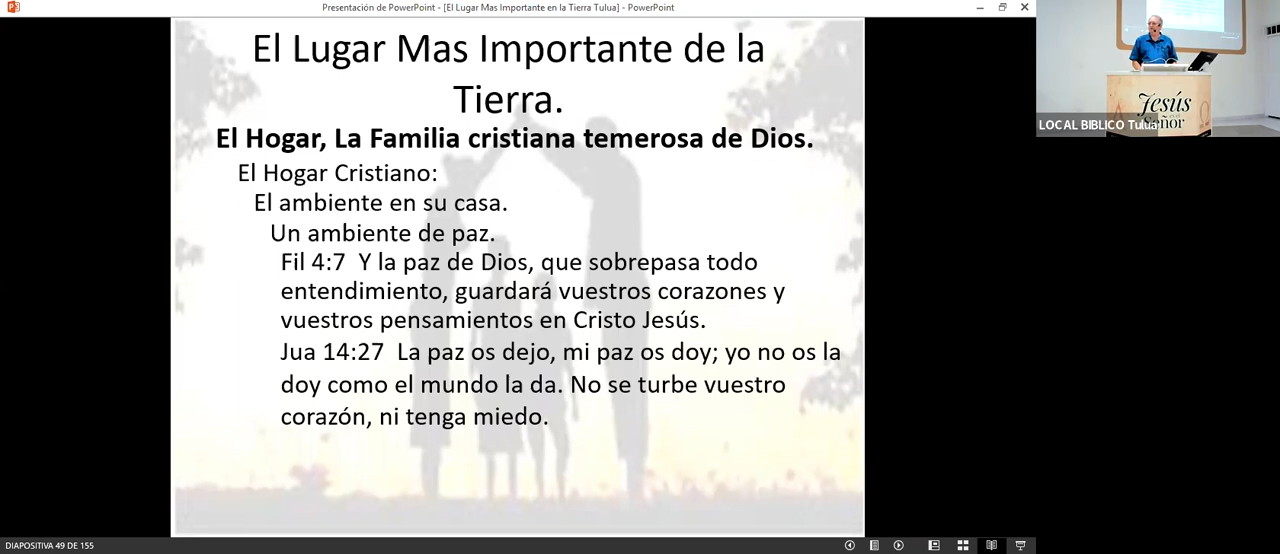 Presentación de PowerPoint - [El Lugar Mas Importante en la Tierra Tulua] - PowerPoint
El Lugar Mas Importante de la
Tierra.
El Hogar, La Familia cristiana temerosa de Dios.
El Hogar Cristiano:
El ambiente en su casa.
Un ambiente de paz.
Fil 4:7 Y la paz de Dios, que sobrepasa todo
entendimiento, guardará vuestros corazones y
vuestros pensamientos en Cristo Jesús.
Jua 14:27 La paz os dejo, mi paz os doy; yo no os la
doy como el mundo la da. No se turbe vuestro
corazón, ni tenga miedo.
Jesús
Señor
LOCAL BIBLICO Tulua
DIAPOSITIVA 49 DE 155